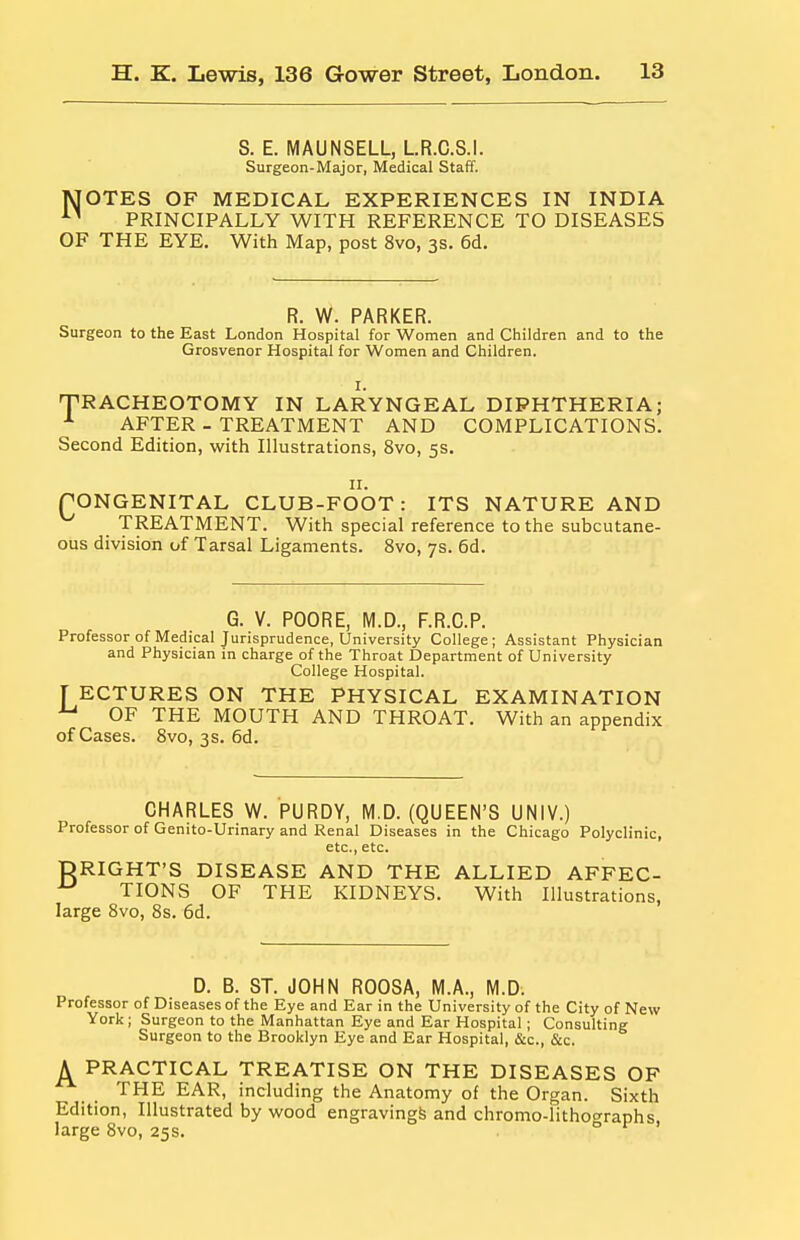 H. K. Lewis, 136 Gower Street, London. 13
S. E. MAUNSELL, L.R.C.S.I.
Surgeon-Major, Medical Staff.
NOTES OF MEDICAL EXPERIENCES IN INDIA
PRINCIPALLY WITH REFERENCE TO DISEASES
OF THE EYE. With Map, post 8vo, 3s. 6d.
R. W. PARKER.
Surgeon to the East London Hospital for Women and Children and to the
Grosvenor Hospital for Women and Children.
I.
TRACHEOTOMY IN LARYNGEAL DIPHTHERIA;
AFTER-TREATMENT AND COMPLICATIONS.
Second Edition, with Illustrations, 8vo, 5s.
II.
CONGENITAL CLUB-FOOT: ITS NATURE AND
TREATMENT. With special reference to the subcutane-
ous division of Tarsal Ligaments. 8vo, 7s. 6d.
G. V. POORE, M.D., F.R.C.P.
Professor of Medical Jurisprudence, University College; Assistant Physician
and Physician in charge of the Throat Department of University
College Hospital.
LECTURES ON THE PHYSICAL EXAMINATION
OF THE MOUTH AND THROAT. With an appendix
of Cases. 8vo, 3s. 6d.
CHARLES W. PURDY, M.D. (QUEEN'S UNIV.)
Professor of Genito-Urinary and Renal Diseases in the Chicago Polyclinic,
etc., etc.
BRIGHT'S DISEASE AND THE ALLIED AFFEC-
TIONS OF THE KIDNEYS. With Illustrations,
large 8vo, 8s. 6d.
D. B. ST. JOHN ROOSA, M.A., M.D.
Professor of Diseases of the Eye and Ear in the University of the City of New
York; Surgeon to the Manhattan Eye and Ear Hospital; Consulting
Surgeon to the Brooklyn Eye and Ear Hospital, &c., &c.
A PRACTICAL TREATISE ON THE DISEASES OF
THE EAR, including the Anatomy of the Organ. Sixth
Edition, Illustrated by wood engravings and chromo-lithographs,
large 8vo, 25s.